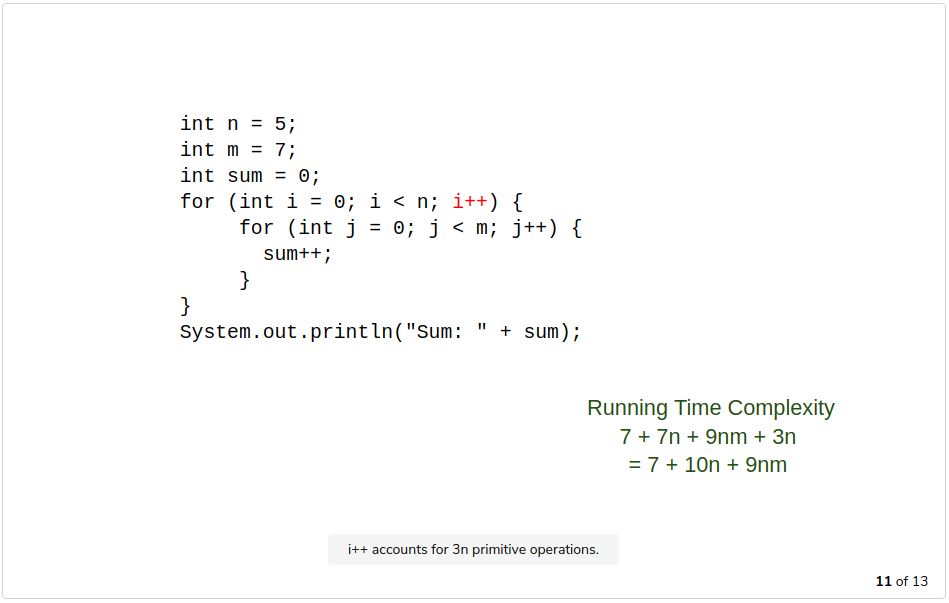 int n = 5;
int m = 7;
int sum = 0;
for (int i = 0; i < n; i++) {
for (int j = 0; j < m; j++) {
sum++;
}
}
System.out.println("Sum: " + sum);
Running Time Complexity
7 + 7n + 9nm + 3n
= 7 + 10n + 9nm
i++ accounts for 3n primitive operations.
11 of 13